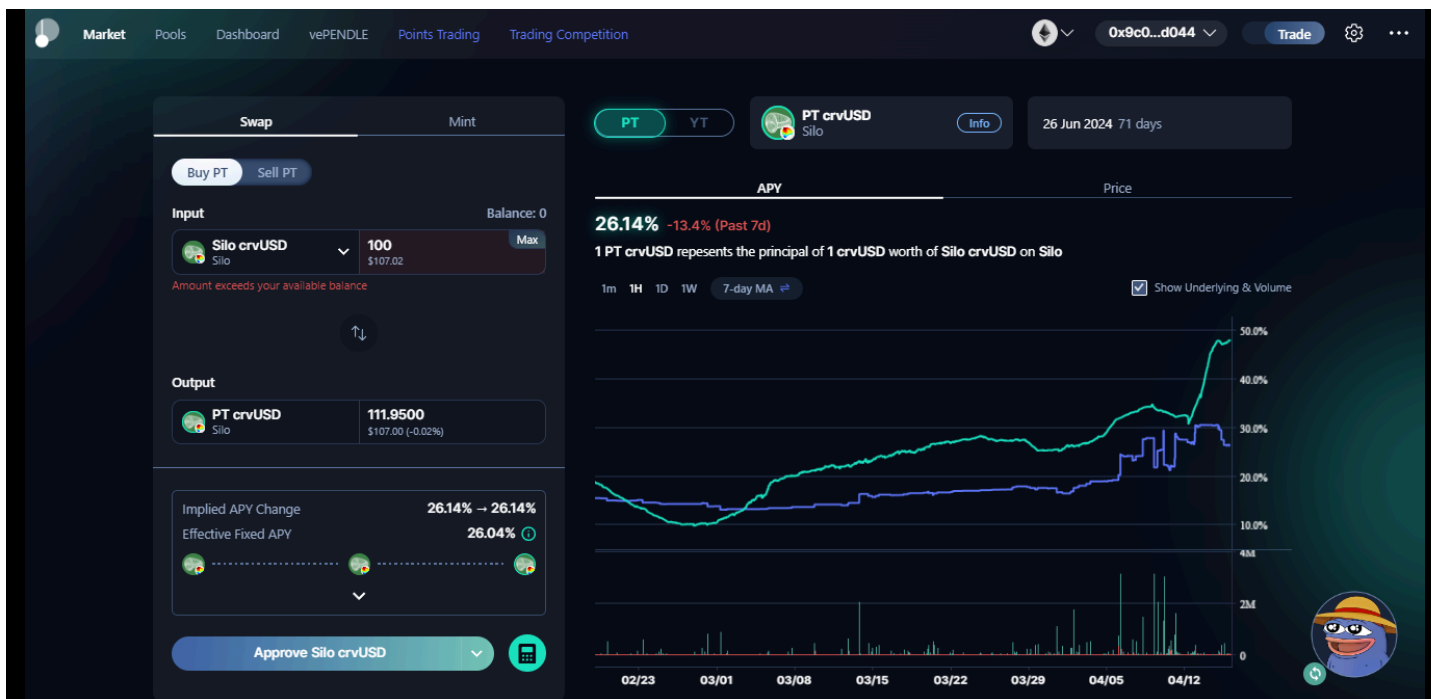 Market Pools Dashboard vePENDLE Points Trading Trading Competition 0x9c0...d044 Trade
Swap Mint
Buy PT Sell PT
Input Balance: 0
Silo crvUSD 100 Max
Silo $107.02
Amount exceeds your available balance
Output
PT crvUSD 111.9500
Silo $107.00 (-0.02%)
Implied APY Change 26.14% → 26.14%
Effective Fixed APY 26.04%
Approve Silo crvUSD
PT YT
PT crvUSD
Silo
Info
26 Jun 2024 71 days
APY Price
26.14% -13.4% (Past 7d)
1 PT crvUSD repesents the principal of 1 crvUSD worth of Silo crvUSD on Silo
1m 1H 1D 1W 7-day MA ⇌ Show Underlying & Volume
50.0%
40.0%
30.0%
20.0%
10.0%
4M
2M
0
02/23 03/01 03/08 03/15 03/22 03/29 04/05 04/12